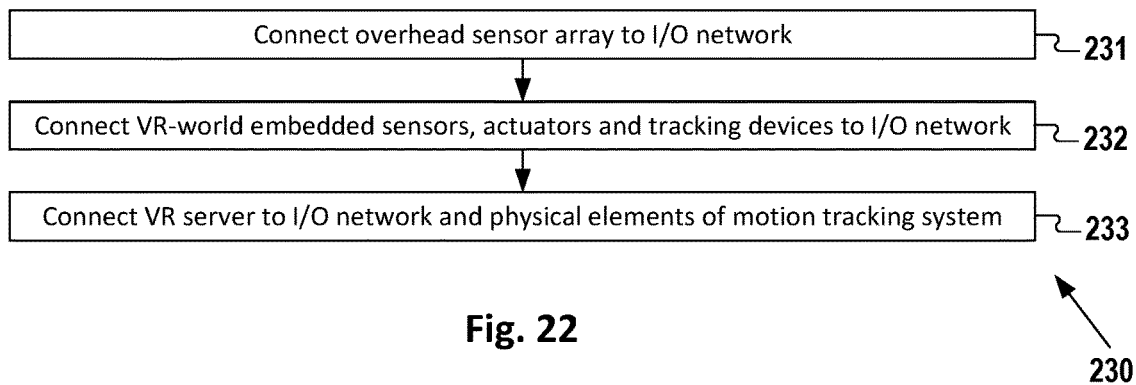 Connect overhead sensor array to I/O network
231
Connect VR-world embedded sensors, actuators and tracking devices to I/O network
232
Connect VR server to I/O network and physical elements of motion tracking system
233
Fig. 22
230